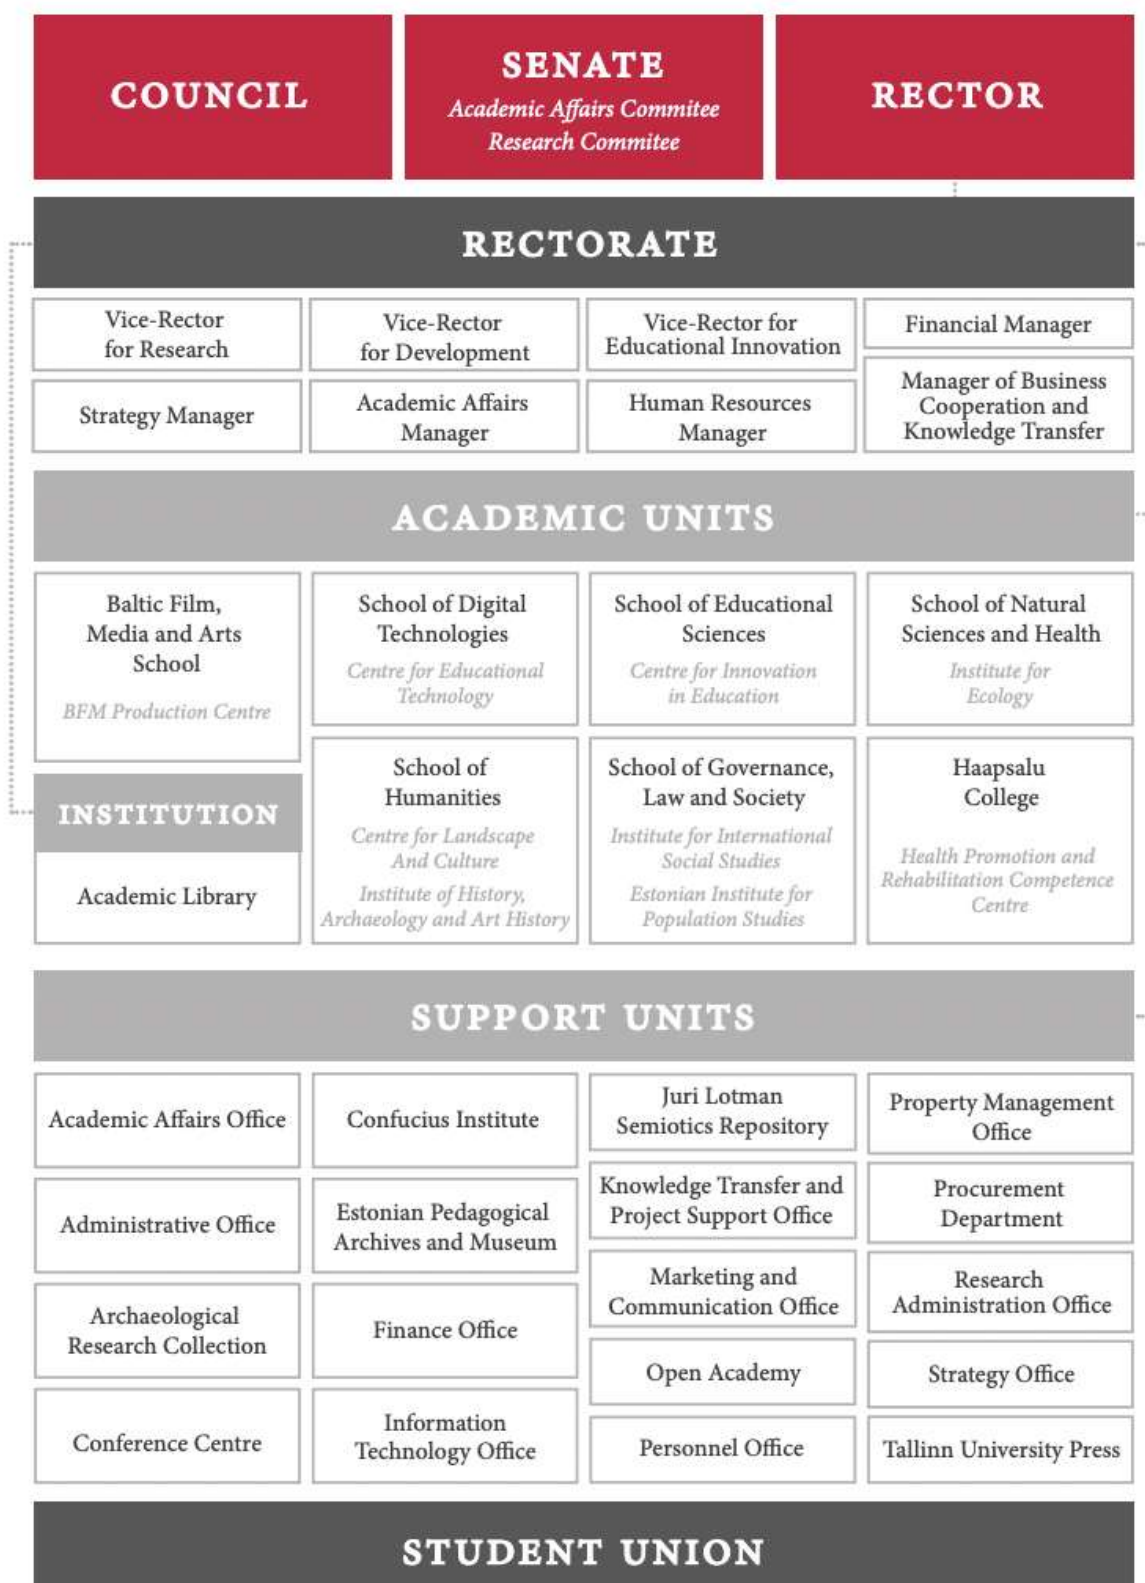 COUNCIL
SENATE
Academic Affairs Commitee
Research Commitee
RECTOR
RECTORATE
Vice-Rector
for Research
Vice-Rector
for Development
Vice-Rector for
Educational Innovation
Financial Manager
Strategy Manager
Academic Affairs
Manager
Human Resources
Manager
Manager of Business
Cooperation and
Knowledge Transfer
ACADEMIC UNITS
Baltic Film,
Media and Arts
School
BFM Production Centre
School of Digital
Technologies
Centre for Educational
Technology
School of Educational
Sciences
Centre for Innovation
in Education
School of Natural
Sciences and Health
Institute for
Ecology
INSTITUTION
Academic Library
School of
Humanities
Centre for Landscape
And Culture
Institute of History,
Archaeology and Art History
School of Governance,
Law and Society
Institute for International
Social Studies
Estonian Institute for
Population Studies
Haapsalu
College
Health Promotion and
Rehabilitation Competence
Centre
SUPPORT UNITS
Academic Affairs Office
Administrative Office
Archaeological
Research Collection
Conference Centre
Confucius Institute
Estonian Pedagogical
Archives and Museum
Finance Office
Information
Technology Office
Juri Lotman
Semiotics Repository
Knowledge Transfer and
Project Support Office
Marketing and
Communication Office
Open Academy
Personnel Office
Property Management
Office
Procurement
Department
Research
Administration Office
Strategy Office
Tallinn University Press
STUDENT UNION